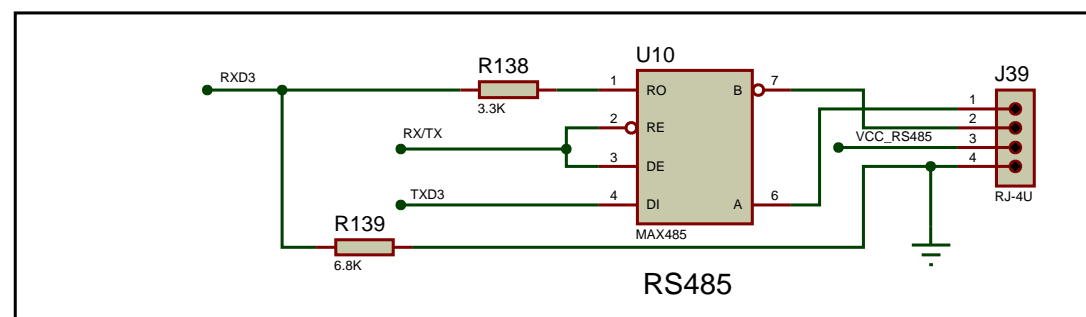 U10
R138
J39
RXD3
1
RO
B
7
3.3K
1
2
RE
2
RX/TX
VCC_RS485
3
3
DE
4
TXD3
4
DI
A
6
RJ-4U
R139
MAX485
6.8K
RS485